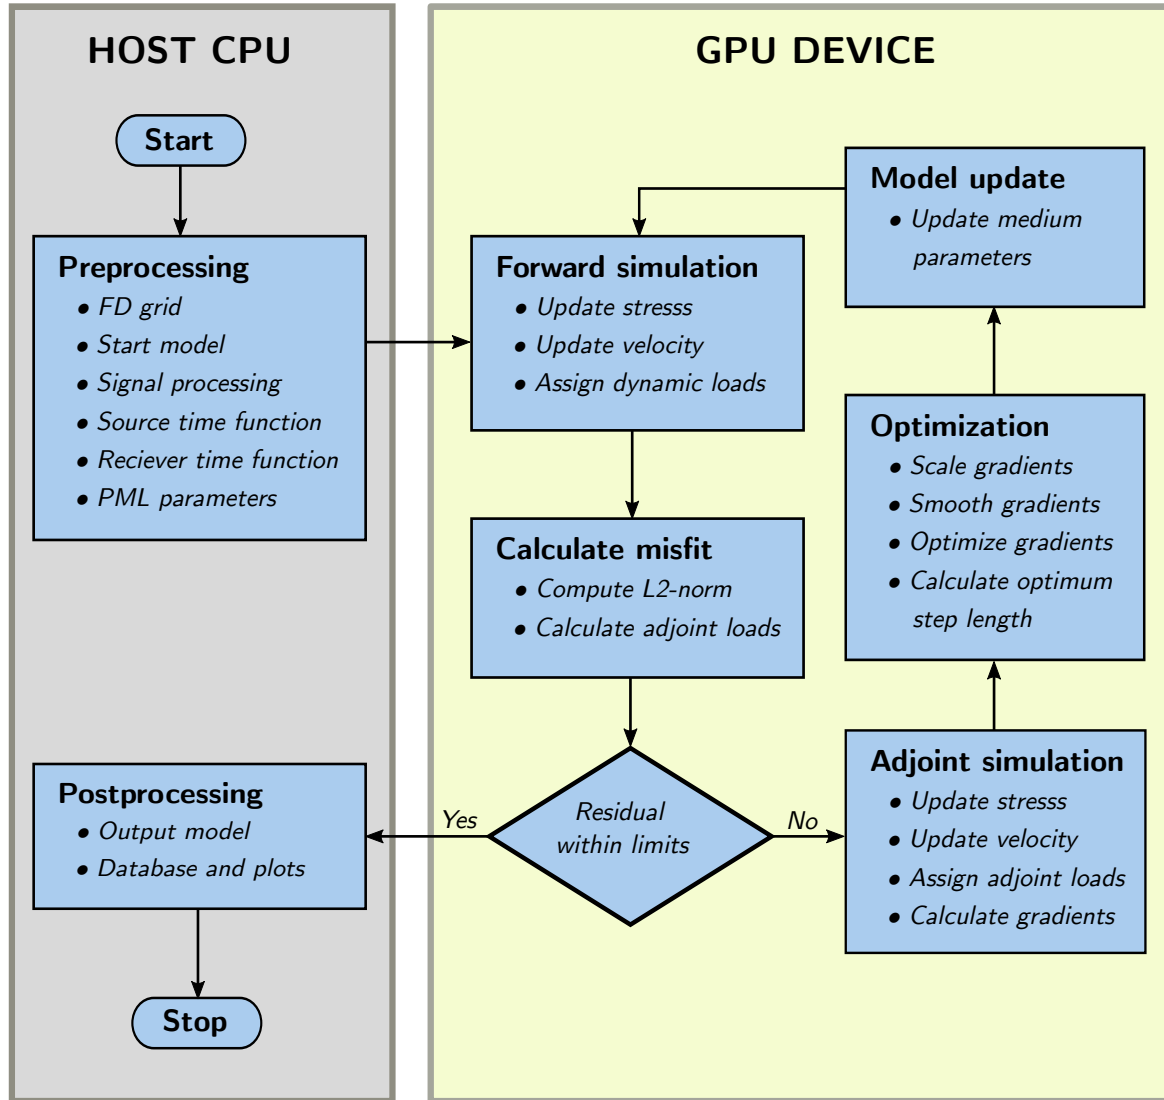 HOST CPU
Start
Preprocessing
• FD grid
• Start model
• Signal processing
• Source time function
• Reciever time function
• PML parameters
Postprocessing
• Output model
• Database and plots
Stop
GPU DEVICE
Forward simulation
• Update stresss
• Update velocity
• Assign dynamic loads
Calculate misfit
• Compute L2-norm
• Calculate adjoint loads
Residual
within limits
Yes
No
Adjoint simulation
• Update stresss
• Update velocity
• Assign adjoint loads
• Calculate gradients
Optimization
• Scale gradients
• Smooth gradients
• Optimize gradients
• Calculate optimum
step length
Model update
• Update medium
parameters